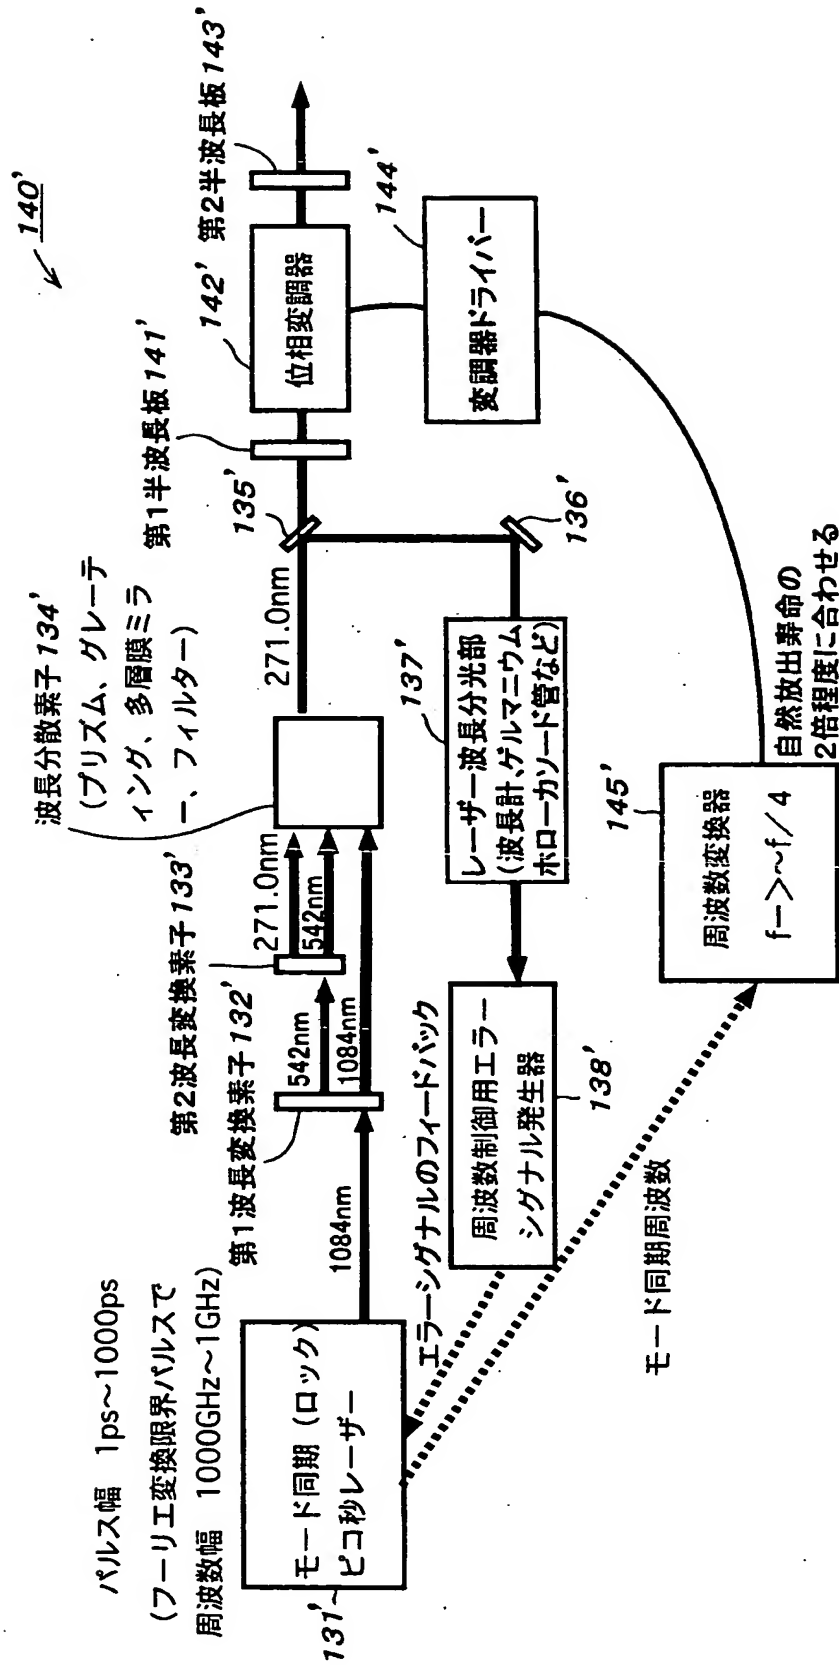 140'
パルス幅 1ps～1000ps
(フーリエ変換限界パルスで
周波数幅 1000GHz～1GHz)
モード同期(ロック)
ピコ秒レーザー
131'
1084nm
第1波長変換素子132'
542nm
1084nm
第2波長変換素子133'
271.0nm
542nm
波長分散素子134'
(プリズム、グレーテ
ィング、多層膜ミラ
ー、フィルター)
271.0nm
135'
第1半波長板141'
142'
位相変調器
第2半波長板143'
144'
変調器ドライバー
136'
137'
レーザー波長分光部
(波長計、ゲルマニウム
ホローカソード管など)
エラーシグナルのフィードバック
周波数制御用エラー
シグナル発生器
138'
モード同期周波数
145'
周波数変換器
f－>～f/4
自然放出寿命の
2倍程度に合わせる